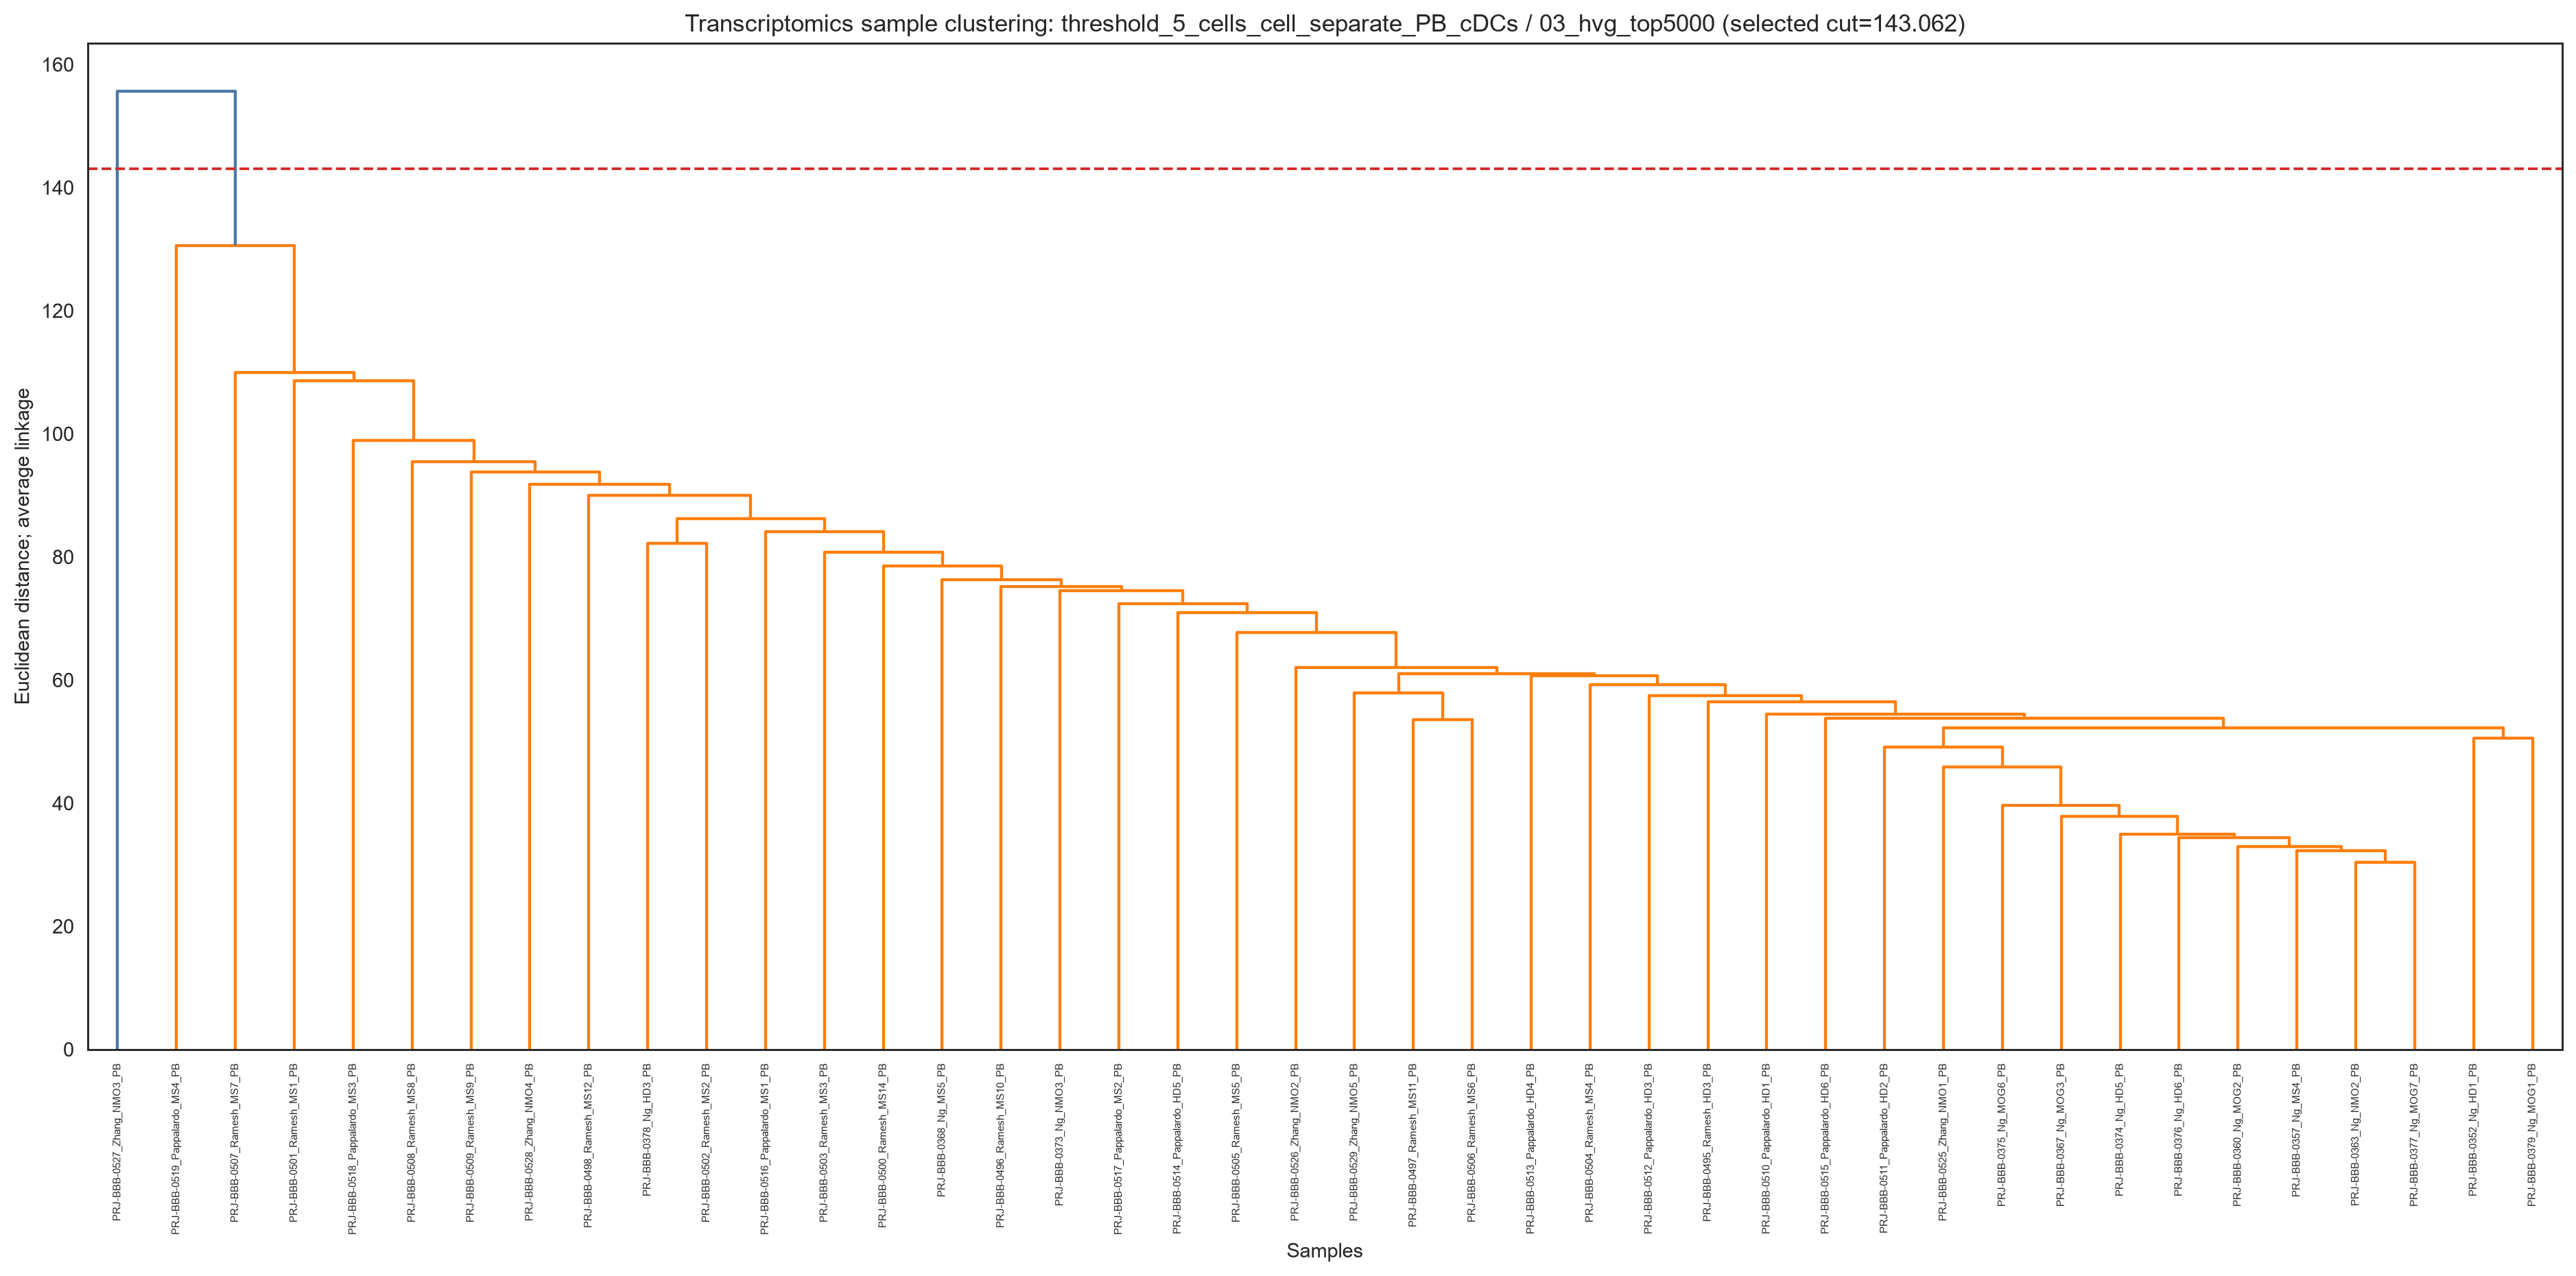 Transcriptomics sample clustering: threshold_5_cells_cell_separate_PB_cDCs / 03_hvg_top5000 (selected cut=143.062)
Euclidean distance; average linkage
160
140
120
100
80
60
40
20
0
PRJ-BBB-0527_Zhang_NMO3_PB
PRJ-BBB-0519_Pappalardo_MS4_PB
PRJ-BBB-0507_Ramesh_MS7_PB
PRJ-BBB-0501_Ramesh_MS1_PB
PRJ-BBB-0518_Pappalardo_MS3_PB
PRJ-BBB-0508_Ramesh_MS8_PB
PRJ-BBB-0509_Ramesh_MS9_PB
PRJ-BBB-0528_Zhang_NMO4_PB
PRJ-BBB-0498_Ramesh_MS12_PB
PRJ-BBB-0378_Ng_HD3_PB
PRJ-BBB-0502_Ramesh_MS2_PB
PRJ-BBB-0516_Pappalardo_MS1_PB
PRJ-BBB-0503_Ramesh_MS3_PB
PRJ-BBB-0500_Ramesh_MS14_PB
PRJ-BBB-0368_Ng_MS5_PB
PRJ-BBB-0496_Ramesh_MS10_PB
PRJ-BBB-0373_Ng_NMO3_PB
PRJ-BBB-0517_Pappalardo_MS2_PB
PRJ-BBB-0514_Pappalardo_HD5_PB
PRJ-BBB-0505_Ramesh_MS5_PB
PRJ-BBB-0526_Zhang_NMO2_PB
PRJ-BBB-0529_Zhang_NMO5_PB
PRJ-BBB-0497_Ramesh_MS11_PB
PRJ-BBB-0506_Ramesh_MS6_PB
PRJ-BBB-0513_Pappalardo_HD4_PB
PRJ-BBB-0504_Ramesh_MS4_PB
PRJ-BBB-0512_Pappalardo_HD3_PB
PRJ-BBB-0495_Ramesh_HD3_PB
PRJ-BBB-0510_Pappalardo_HD1_PB
PRJ-BBB-0515_Pappalardo_HD6_PB
PRJ-BBB-0511_Pappalardo_HD2_PB
PRJ-BBB-0525_Zhang_NMO1_PB
PRJ-BBB-0375_Ng_MOG6_PB
PRJ-BBB-0367_Ng_MOG3_PB
PRJ-BBB-0374_Ng_HD5_PB
PRJ-BBB-0376_Ng_HD6_PB
PRJ-BBB-0360_Ng_MOG2_PB
PRJ-BBB-0357_Ng_MS4_PB
PRJ-BBB-0363_Ng_NMO2_PB
PRJ-BBB-0377_Ng_MOG7_PB
PRJ-BBB-0352_Ng_HD1_PB
PRJ-BBB-0379_Ng_MOG1_PB
Samples